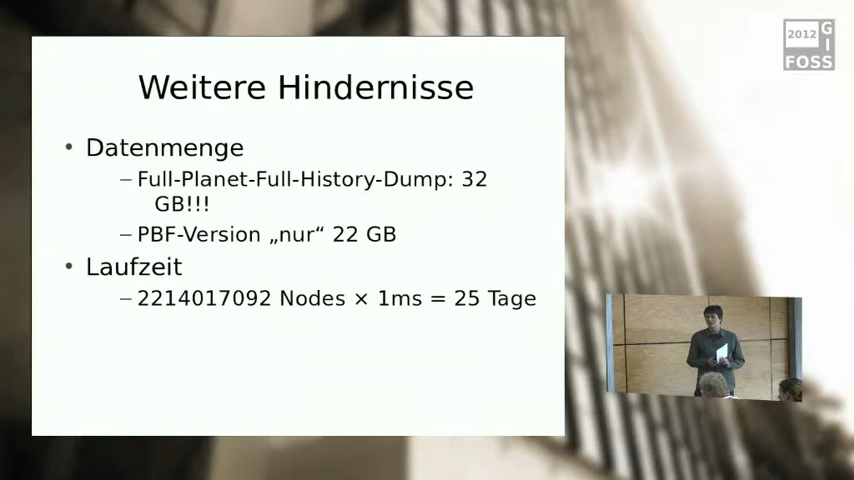 Weitere Hindernisse
• Datenmenge
– Full-Planet-Full-History-Dump: 32
GB!!!
– PBF-Version „nur“ 22 GB
• Laufzeit
– 2214017092 Nodes × 1ms = 25 Tage
2012
GI
FOSS